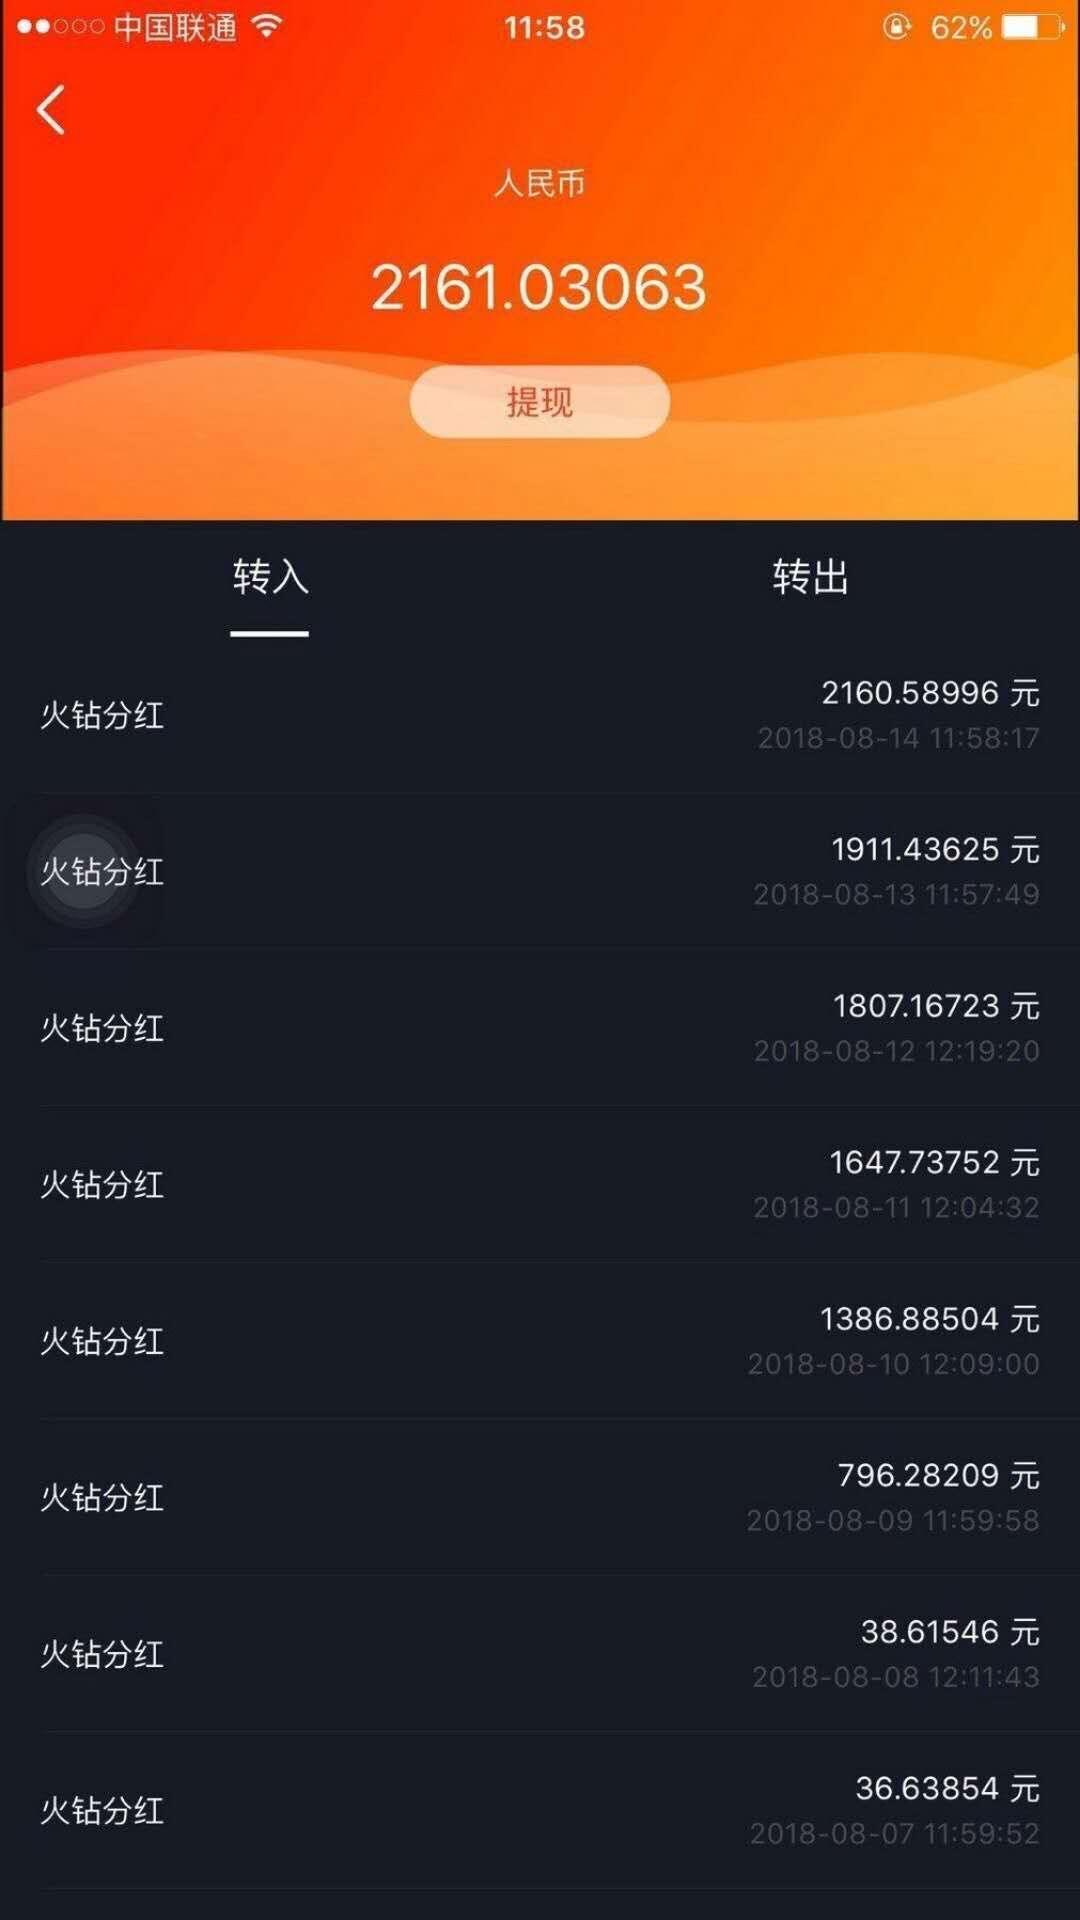 中国联通 11:58 62%
人民币
2161.03063
提现
转入 转出
火钻分红 2160.58996 元
2018-08-14 11:58:17
火钻分红 1911.43625 元
2018-08-13 11:57:49
火钻分红 1807.16723 元
2018-08-12 12:19:20
火钻分红 1647.73752 元
2018-08-11 12:04:32
火钻分红 1386.88504 元
2018-08-10 12:09:00
火钻分红 796.28209 元
2018-08-09 11:59:58
火钻分红 38.61546 元
2018-08-08 12:11:43
火钻分红 36.63854 元
2018-08-07 11:59:52